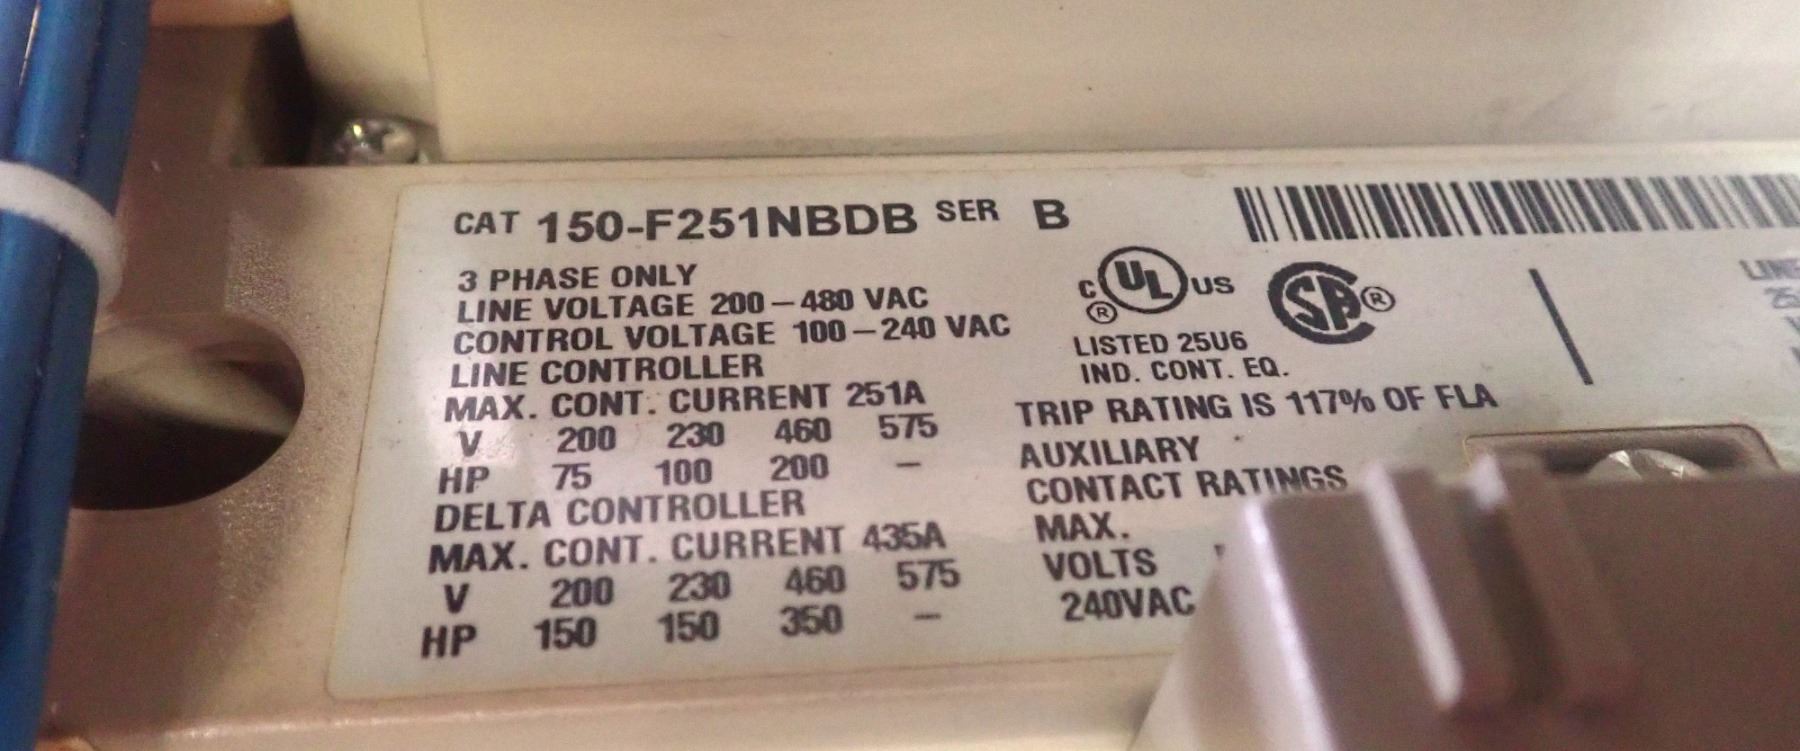 CAT 150-F251NBDB SER B
3 PHASE ONLY
LINE VOLTAGE 200–480 VAC
CONTROL VOLTAGE 100–240 VAC
LINE CONTROLLER
MAX. CONT. CURRENT 251A
V 200 230 460 575
HP 75 100 200 –
DELTA CONTROLLER
MAX. CONT. CURRENT 435A
V 200 230 460 575
HP 150 150 350 –
C UL US ®
LISTED 25U6
IND. CONT. EQ.
SA ®
TRIP RATING IS 117% OF FLA
AUXILIARY
CONTACT RATINGS
MAX.
VOLTS
240VAC
LINE